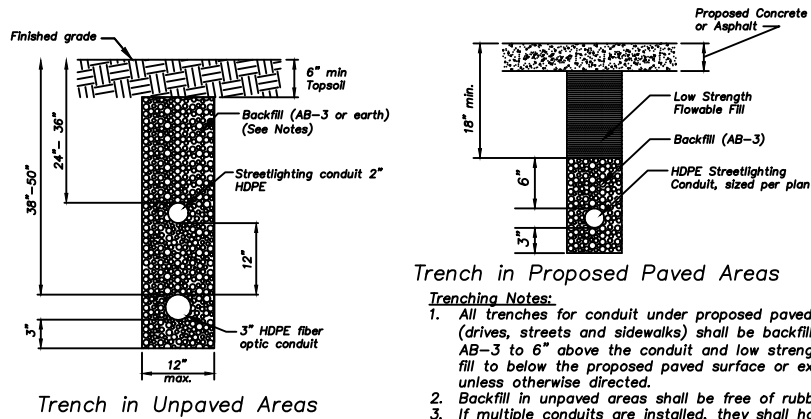 Finished grade
6" min
Topsoil
Backfill (AB-3 or earth)
(See Notes)
24"- 36"
38"-50"
Streetlighting conduit 2"
HDPE
12"
3"
3" HDPE fiber
optic conduit
12"
max.
Trench in Unpaved Areas
Proposed Concrete
or Asphalt
18" min.
Low Strength
Flowable Fill
Backfill (AB-3)
6"
HDPE Streetlighting
Conduit, sized per plan
3"
Trench in Proposed Paved Areas
Trenching Notes:
1. All trenches for conduit under proposed paved
(drives, streets and sidewalks) shall be backfil
AB-3 to 6" above the conduit and low streng
fill to below the proposed paved surface or ex
unless otherwise directed.
2. Backfill in unpaved areas shall be free of rubb
3. If multiple conduits are installed, they shall ha